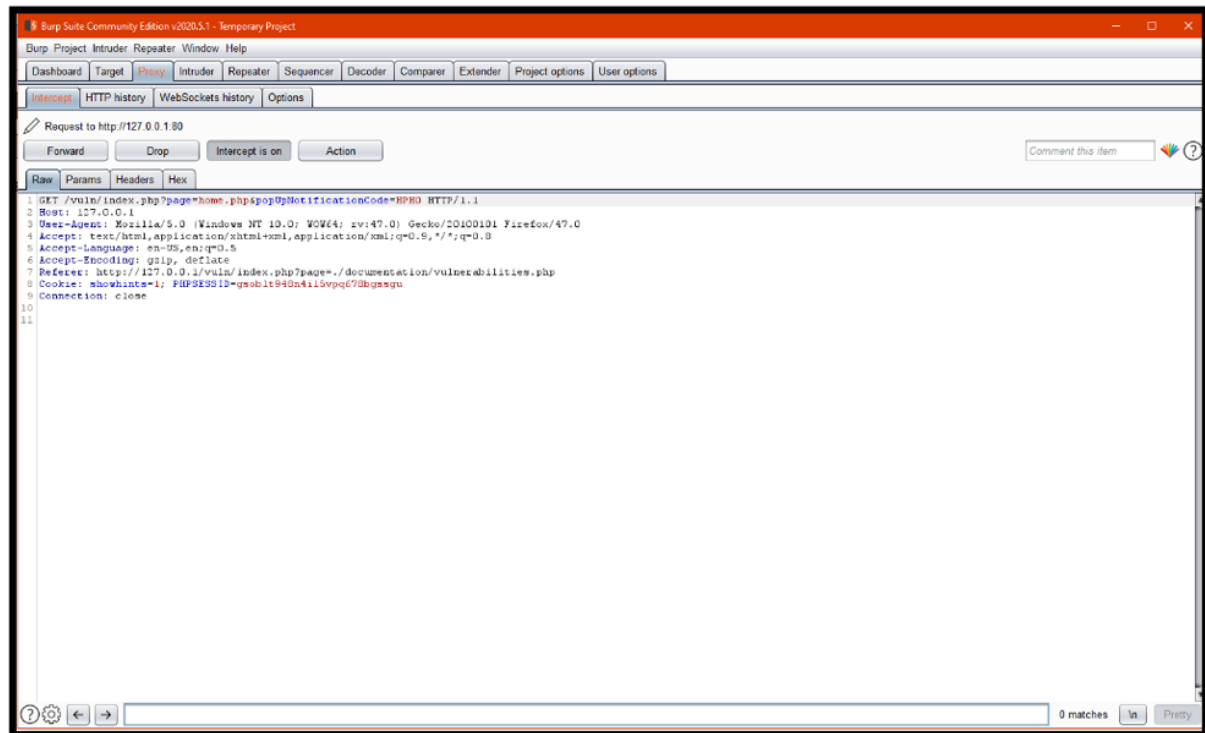 Burp Suite Community Edition v2020.5.1 - Temporary Project
Burp Project Intruder Repeater Window Help
Dashboard Target Proxy Intruder Repeater Sequencer Decoder Comparer Extender Project options User options
Intercept HTTP history WebSockets history Options
Request to http://127.0.0.1:80
Forward Drop Intercept is on Action Comment this item ?
Raw Params Headers Hex
1 GET /vuln/index.php?page=home.php&popUpNotificationCode=HPH0 HTTP/1.1
2 Host: 127.0.0.1
3 User-Agent: Mozilla/5.0 (Windows NT 10.0; WOW64; rv:47.0) Gecko/20100101 Firefox/47.0
4 Accept: text/html,application/xhtml+xml,application/xml;q=0.9,*/*;q=0.8
5 Accept-Language: en-US,en;q=0.5
6 Accept-Encoding: gzip, deflate
7 Referer: http://127.0.0.1/vuln/index.php?page=./documentation/vulnerabilities.php
8 Cookie: showhints=1; PHPSESSID=gsoblt948n4il5vpq678bgssgu
9 Connection: close
10
11
? 0 matches \n Pretty